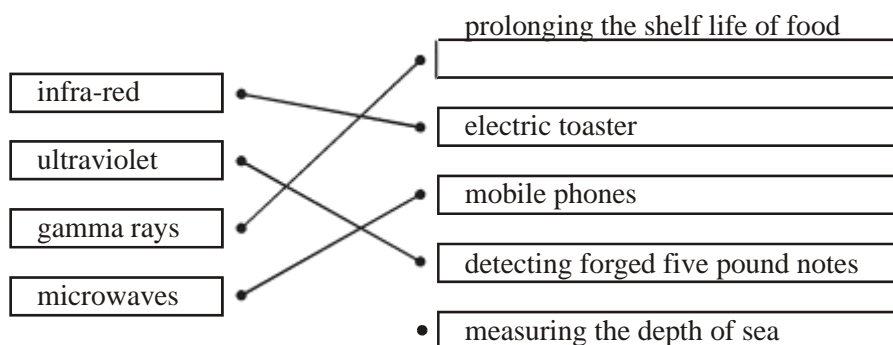 prolonging the shelf life of food
infra-red
electric toaster
ultraviolet
mobile phones
gamma rays
detecting forged five pound notes
microwaves
measuring the depth of sea